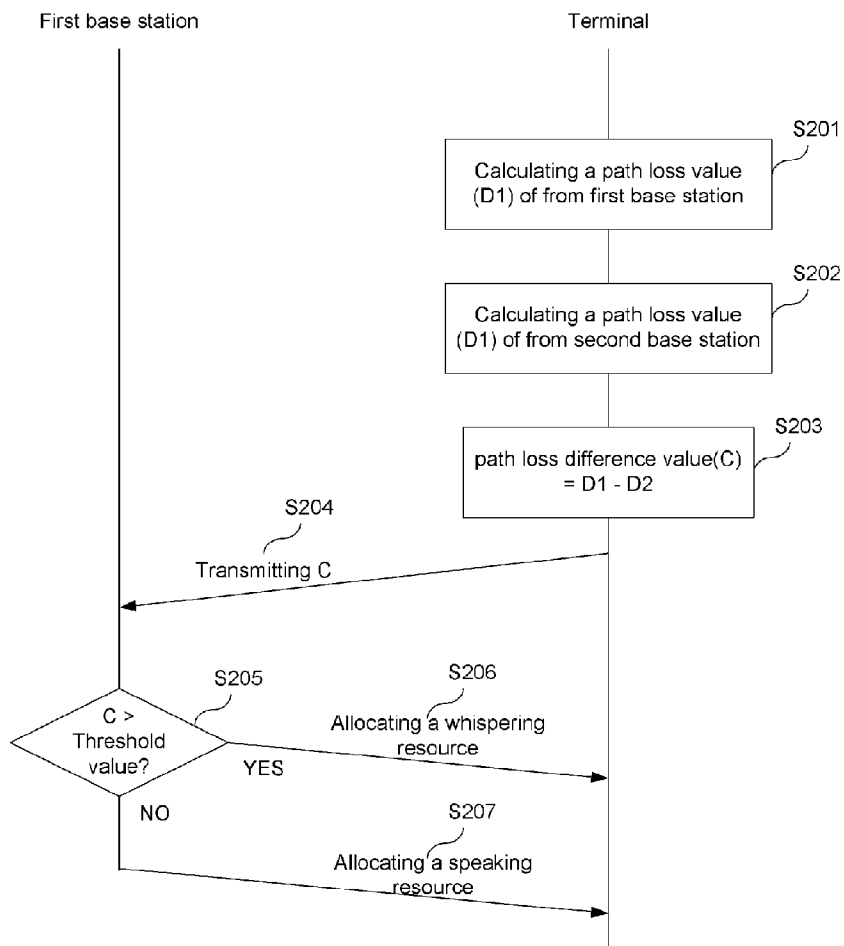 First base station
Terminal
S201
Calculating a path loss value
(D1) of from first base station
S202
Calculating a path loss value
(D1) of from second base station
S203
path loss difference value(C)
= D1 - D2
S204
Transmitting C
S205
C >
Threshold
value?
YES
NO
S206
Allocating a whispering
resource
S207
Allocating a speaking
resource